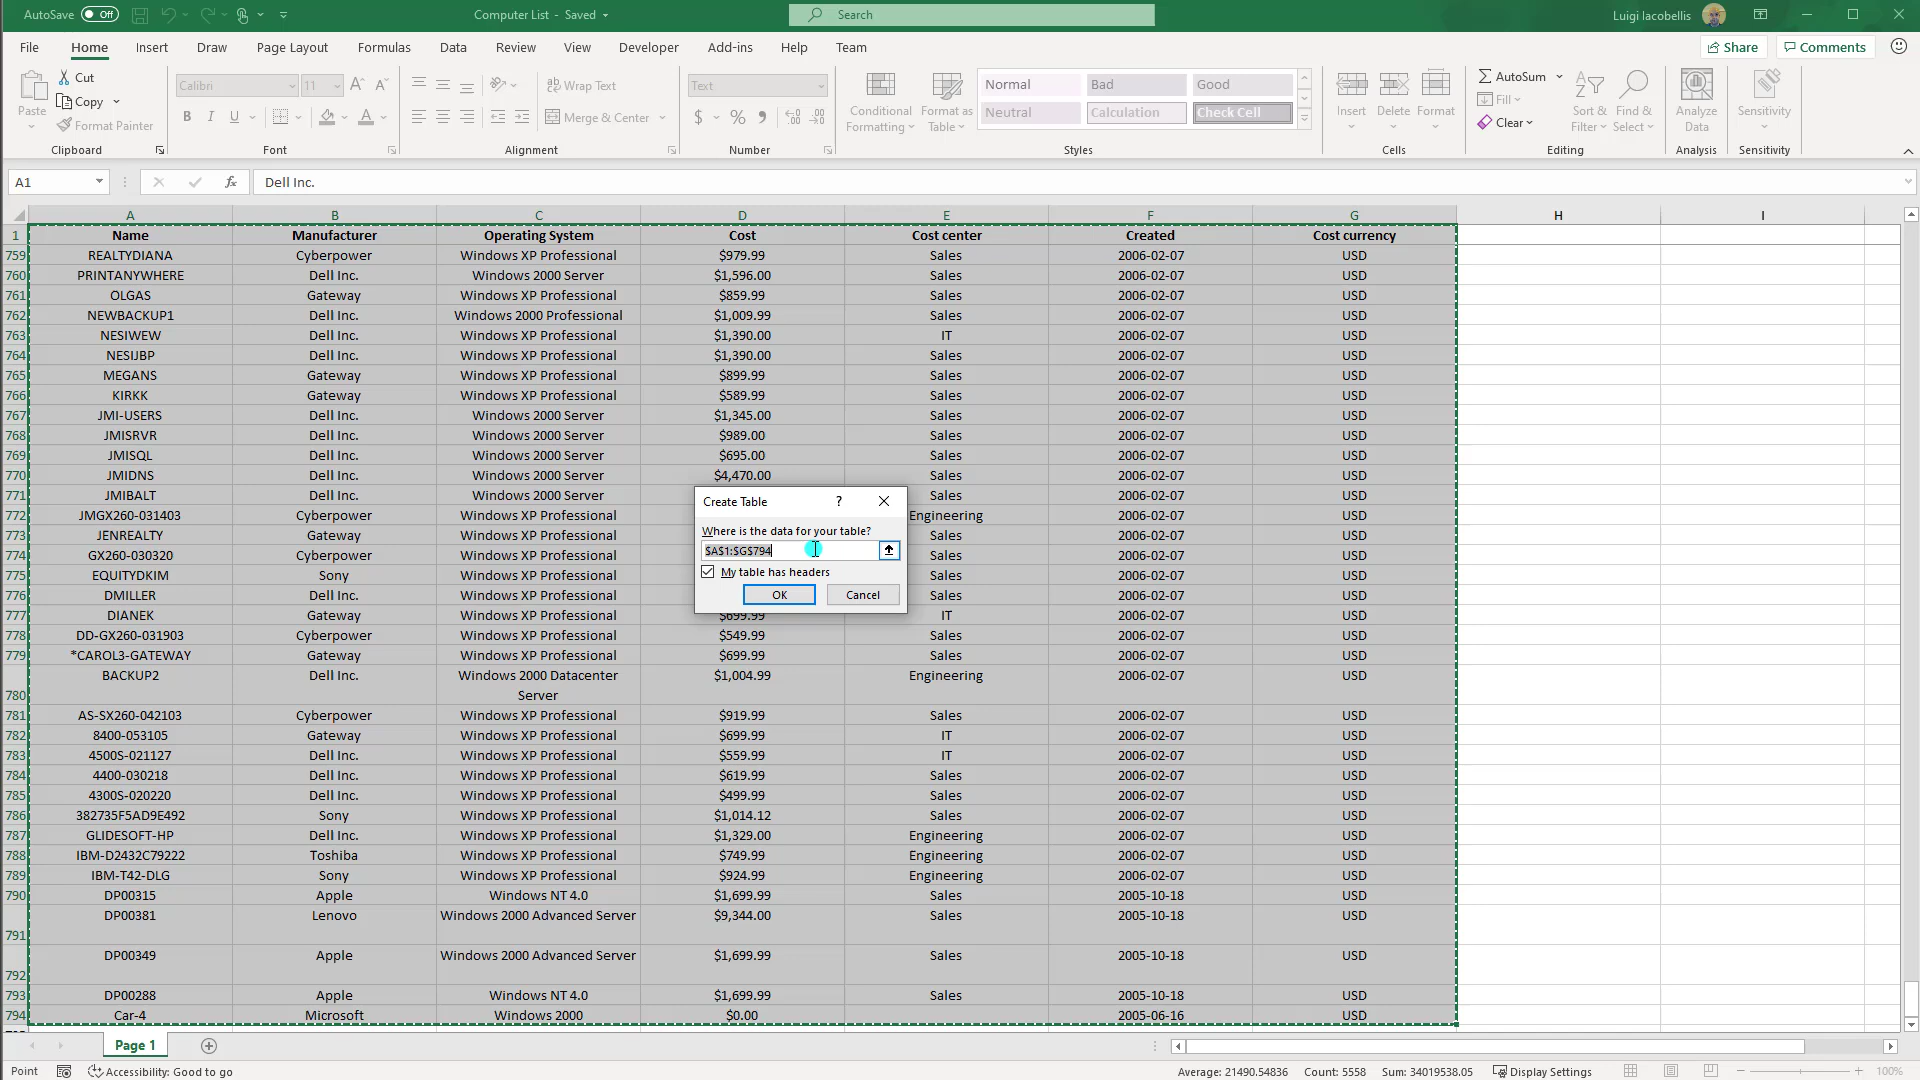 AutoSave Off Computer List - Saved Search Luigi Iacobellis
File Home Insert Draw Page Layout Formulas Data Review View Developer Add-ins Help Team Share Comments
Paste Cut Copy Format Painter Clipboard
Calibri 11 B I U A A A Font
ab Wrap Text Merge & Center Alignment
Text $ % Number
Conditional Formatting Format as Table Normal Bad Good Neutral Calculation Check Cell Styles
Insert Delete Format Cells
AutoSum Fill Clear Sort & Filter Find & Select Editing
Analyze Data Analysis
Sensitivity Sensitivity
A1 fx Dell Inc.
A B C D E F G H I
1 Name Manufacturer Operating System Cost Cost center Created Cost currency
759 REALTYDIANA Cyberpower Windows XP Professional $979.99 Sales 2006-02-07 USD
760 PRINTANYWHERE Dell Inc. Windows 2000 Server $1,596.00 Sales 2006-02-07 USD
761 OLGAS Gateway Windows XP Professional $859.99 Sales 2006-02-07 USD
762 NEWBACKUP1 Dell Inc. Windows 2000 Professional $1,009.99 Sales 2006-02-07 USD
763 NESIWEW Dell Inc. Windows XP Professional $1,390.00 IT 2006-02-07 USD
764 NESIJBP Dell Inc. Windows XP Professional $1,390.00 Sales 2006-02-07 USD
765 MEGANS Gateway Windows XP Professional $899.99 Sales 2006-02-07 USD
766 KIRKK Gateway Windows XP Professional $589.99 Sales 2006-02-07 USD
767 JMI-USERS Dell Inc. Windows 2000 Server $1,345.00 Sales 2006-02-07 USD
768 JMISRVR Dell Inc. Windows 2000 Server $989.00 Sales 2006-02-07 USD
769 JMISQL Dell Inc. Windows 2000 Server $695.00 Sales 2006-02-07 USD
770 JMIDNS Dell Inc. Windows 2000 Server $4,470.00 Sales 2006-02-07 USD
771 JMIBALT Dell Inc. Windows 2000 Server Sales 2006-02-07 USD
772 JMGX260-031403 Cyberpower Windows XP Professional Engineering 2006-02-07 USD
773 JENREALTY Gateway Windows XP Professional Sales 2006-02-07 USD
774 GX260-030320 Cyberpower Windows XP Professional Sales 2006-02-07 USD
775 EQUITYDKIM Sony Windows XP Professional Sales 2006-02-07 USD
776 DMILLER Dell Inc. Windows XP Professional Sales 2006-02-07 USD
777 DIANEK Gateway Windows XP Professional $699.99 IT 2006-02-07 USD
778 DD-GX260-031903 Cyberpower Windows XP Professional $549.99 Sales 2006-02-07 USD
779 *CAROL3-GATEWAY Gateway Windows XP Professional $699.99 Sales 2006-02-07 USD
780 BACKUP2 Dell Inc. Windows 2000 Datacenter Server $1,004.99 Engineering 2006-02-07 USD
781 AS-SX260-042103 Cyberpower Windows XP Professional $919.99 Sales 2006-02-07 USD
782 8400-053105 Gateway Windows XP Professional $699.99 IT 2006-02-07 USD
783 4500S-021127 Dell Inc. Windows XP Professional $559.99 IT 2006-02-07 USD
784 4400-030218 Dell Inc. Windows XP Professional $619.99 Sales 2006-02-07 USD
785 4300S-020220 Dell Inc. Windows XP Professional $499.99 Sales 2006-02-07 USD
786 382735F5AD9E492 Sony Windows XP Professional $1,014.12 Sales 2006-02-07 USD
787 GLIDESOFT-HP Dell Inc. Windows XP Professional $1,329.00 Engineering 2006-02-07 USD
788 IBM-D2432C79222 Toshiba Windows XP Professional $749.99 Engineering 2006-02-07 USD
789 IBM-T42-DLG Sony Windows XP Professional $924.99 Engineering 2006-02-07 USD
790 DP00315 Apple Windows NT 4.0 $1,699.99 Sales 2005-10-18 USD
791 DP00381 Lenovo Windows 2000 Advanced Server $9,344.00 Sales 2005-10-18 USD
792 DP00349 Apple Windows 2000 Advanced Server $1,699.99 Sales 2005-10-18 USD
793 DP00288 Apple Windows NT 4.0 $1,699.99 Sales 2005-10-18 USD
794 Car-4 Microsoft Windows 2000 $0.00 2005-06-16 USD
Create Table ?
Where is the data for your table?
$A$1:$G$794
My table has headers
OK Cancel
Page 1
Point Accessibility: Good to go Average: 21490.54836 Count: 5558 Sum: 34019538.05 Display Settings 100%